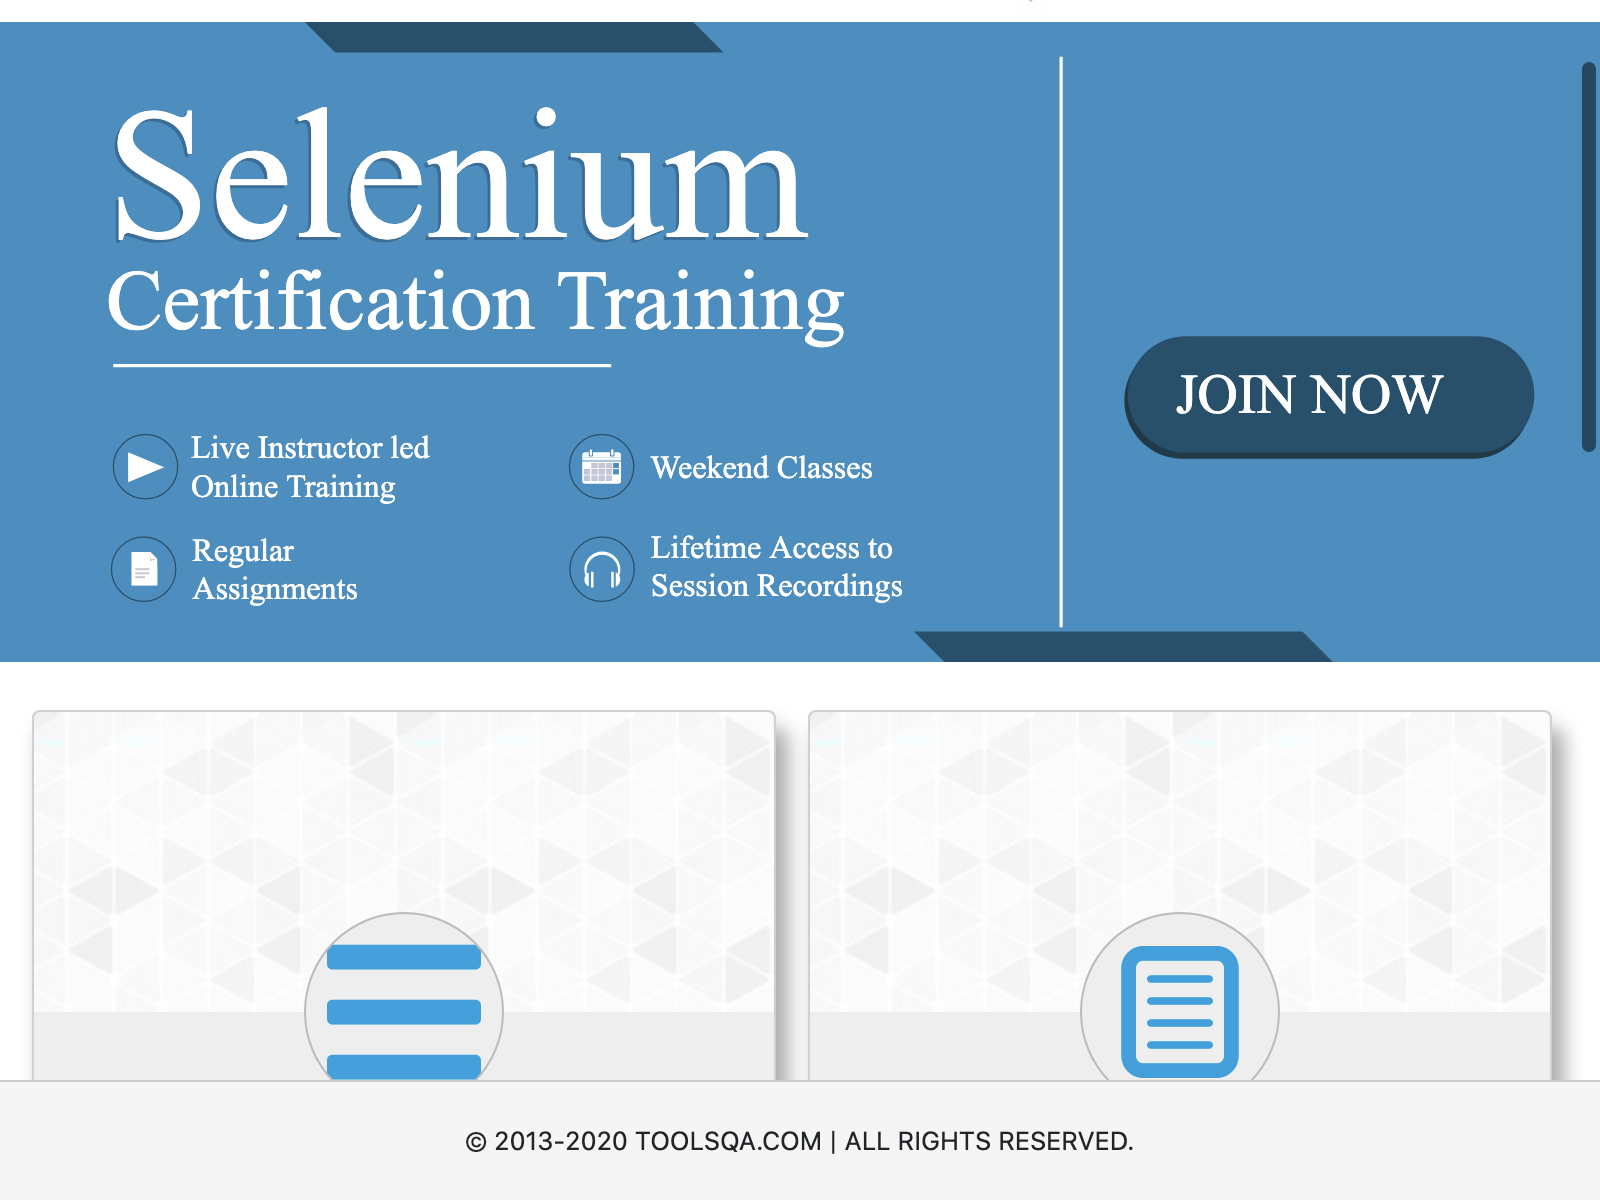 Selenium
Certification Training
JOIN NOW
Live Instructor led
Online Training
Weekend Classes
Regular
Assignments
Lifetime Access to
Session Recordings
© 2013-2020 TOOLSQA.COM | ALL RIGHTS RESERVED.